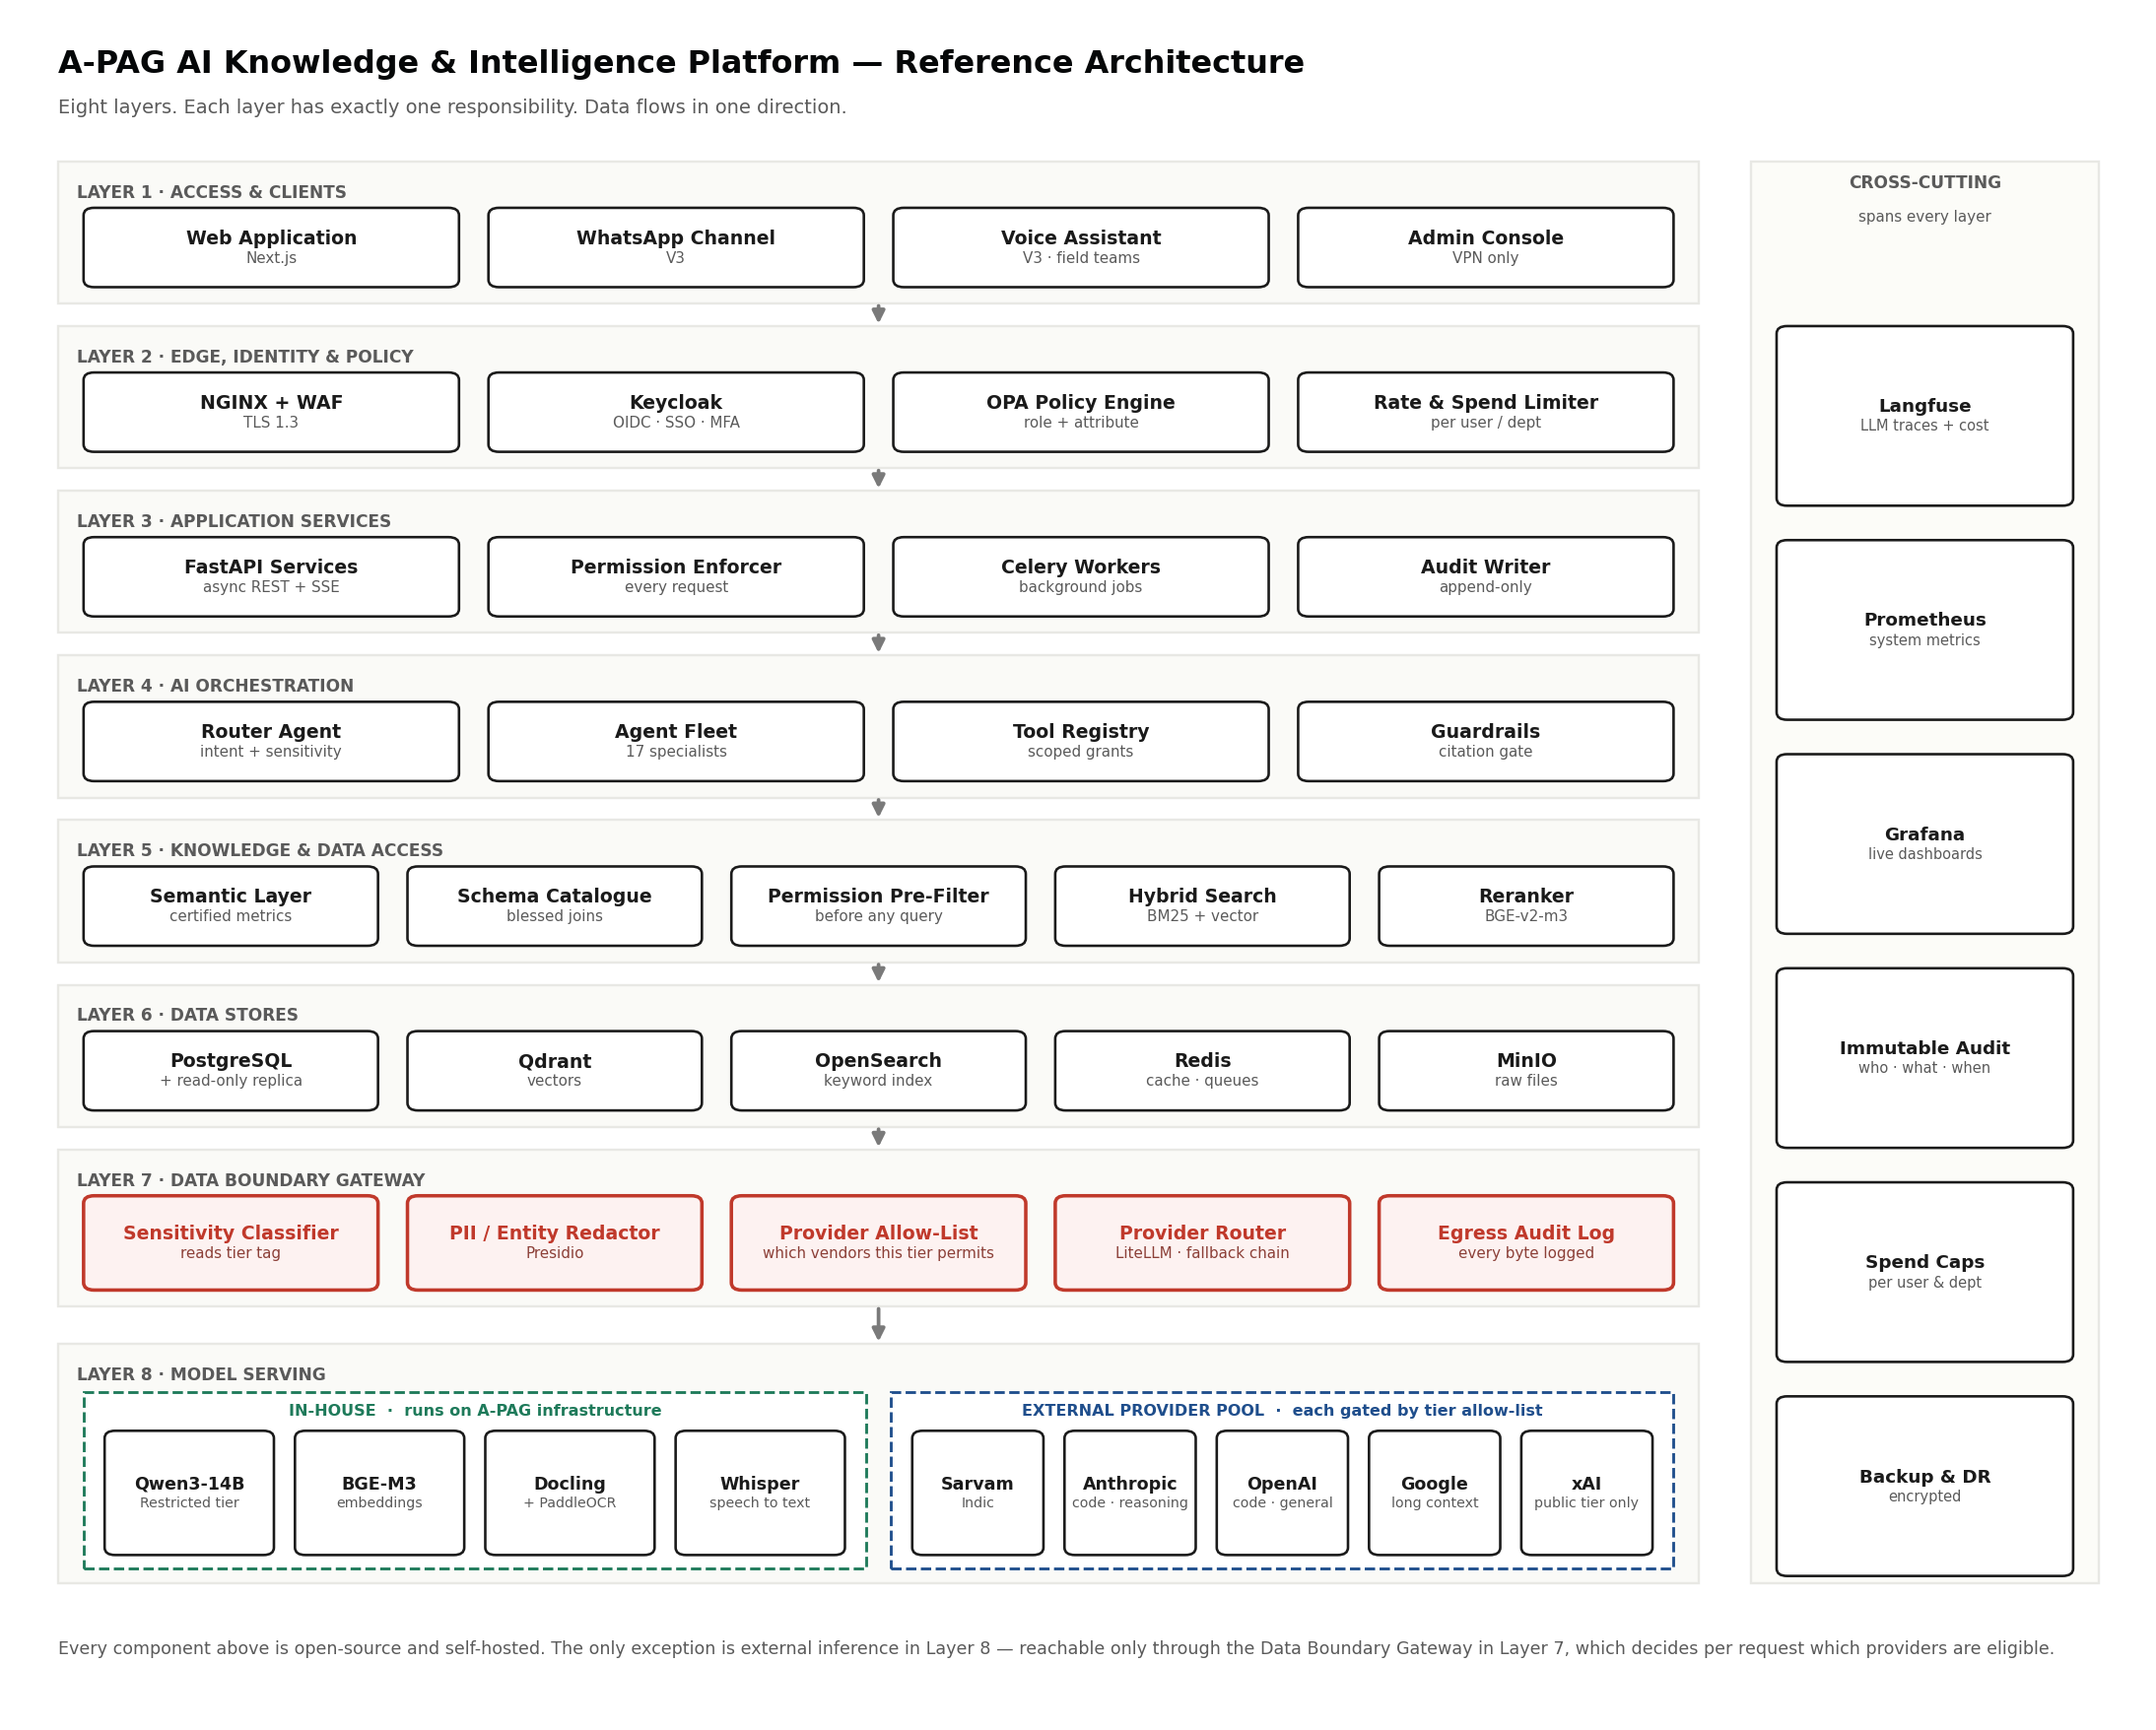 A-PAG AI Knowledge & Intelligence Platform — Reference Architecture
Eight layers. Each layer has exactly one responsibility. Data flows in one direction.
LAYER 1 · ACCESS & CLIENTS
Web Application
Next.js
WhatsApp Channel
V3
Voice Assistant
V3 · field teams
Admin Console
VPN only
LAYER 2 · EDGE, IDENTITY & POLICY
NGINX + WAF
TLS 1.3
Keycloak
OIDC · SSO · MFA
OPA Policy Engine
role + attribute
Rate & Spend Limiter
per user / dept
LAYER 3 · APPLICATION SERVICES
FastAPI Services
async REST + SSE
Permission Enforcer
every request
Celery Workers
background jobs
Audit Writer
append-only
LAYER 4 · AI ORCHESTRATION
Router Agent
intent + sensitivity
Agent Fleet
17 specialists
Tool Registry
scoped grants
Guardrails
citation gate
LAYER 5 · KNOWLEDGE & DATA ACCESS
Semantic Layer
certified metrics
Schema Catalogue
blessed joins
Permission Pre-Filter
before any query
Hybrid Search
BM25 + vector
Reranker
BGE-v2-m3
LAYER 6 · DATA STORES
PostgreSQL
+ read-only replica
Qdrant
vectors
OpenSearch
keyword index
Redis
cache · queues
MinIO
raw files
LAYER 7 · DATA BOUNDARY GATEWAY
Sensitivity Classifier
reads tier tag
PII / Entity Redactor
Presidio
Provider Allow-List
which vendors this tier permits
Provider Router
LiteLLM · fallback chain
Egress Audit Log
every byte logged
LAYER 8 · MODEL SERVING
IN-HOUSE · runs on A-PAG infrastructure
Qwen3-14B
Restricted tier
BGE-M3
embeddings
Docling
+ PaddleOCR
Whisper
speech to text
EXTERNAL PROVIDER POOL · each gated by tier allow-list
Sarvam
Indic
Anthropic
code · reasoning
OpenAI
code · general
Google
long context
xAI
public tier only
CROSS-CUTTING
spans every layer
Langfuse
LLM traces + cost
Prometheus
system metrics
Grafana
live dashboards
Immutable Audit
who · what · when
Spend Caps
per user & dept
Backup & DR
encrypted
Every component above is open-source and self-hosted. The only exception is external inference in Layer 8 — reachable only through the Data Boundary Gateway in Layer 7, which decides per request which providers are eligible.